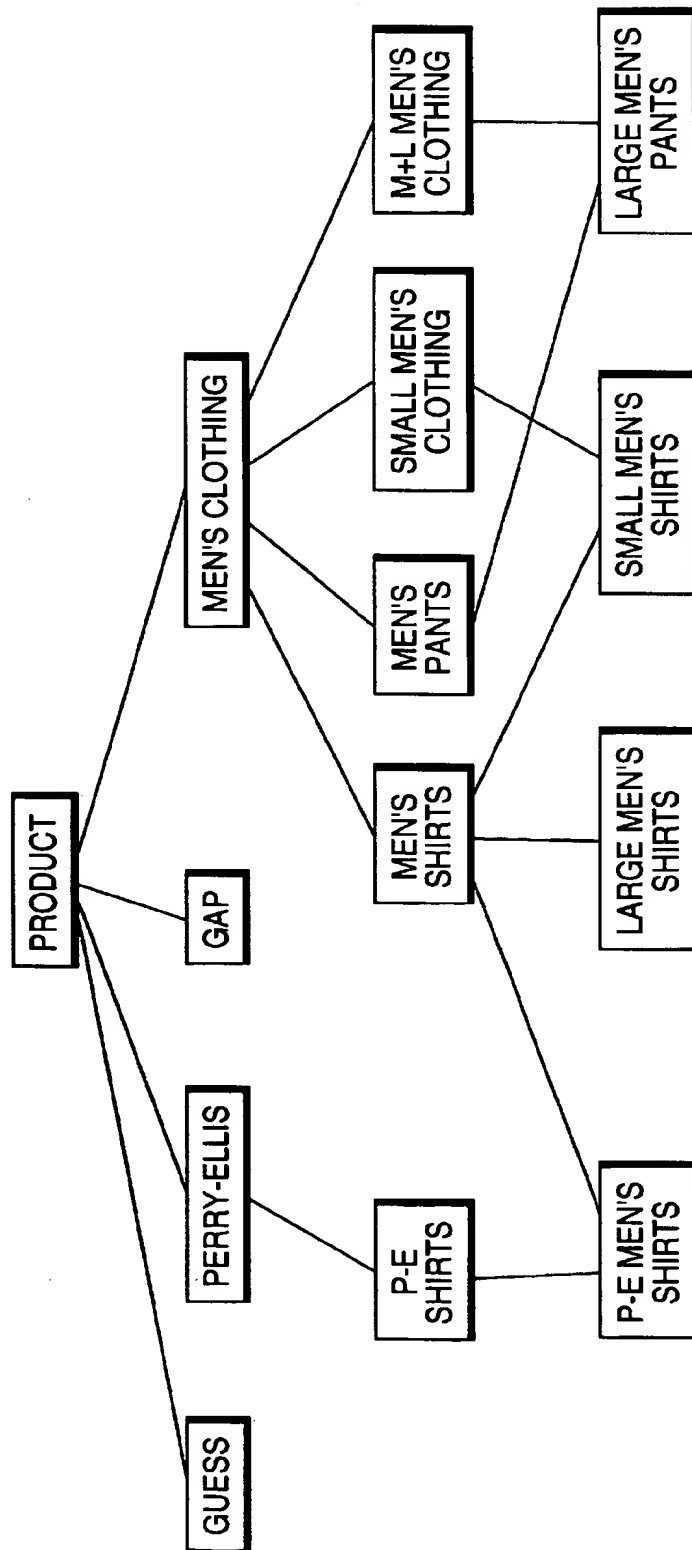 PRODUCT
GUESS
PERRY-ELLIS
GAP
MEN'S CLOTHING
P-E
SHIRTS
MEN'S
SHIRTS
MEN'S
PANTS
SMALL MEN'S
CLOTHING
M+L MEN'S
CLOTHING
P-E MEN'S
SHIRTS
LARGE MEN'S
SHIRTS
SMALL MEN'S
SHIRTS
LARGE MEN'S
PANTS